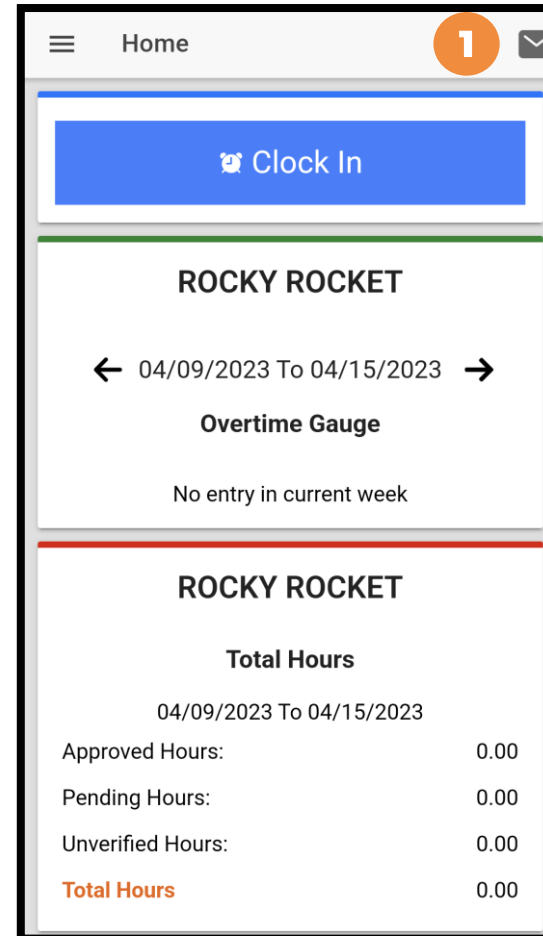 Home
1
Clock In
ROCKY ROCKET
04/09/2023 To 04/15/2023
Overtime Gauge
No entry in current week
ROCKY ROCKET
Total Hours
04/09/2023 To 04/15/2023
Approved Hours: 0.00
Pending Hours: 0.00
Unverified Hours: 0.00
Total Hours 0.00